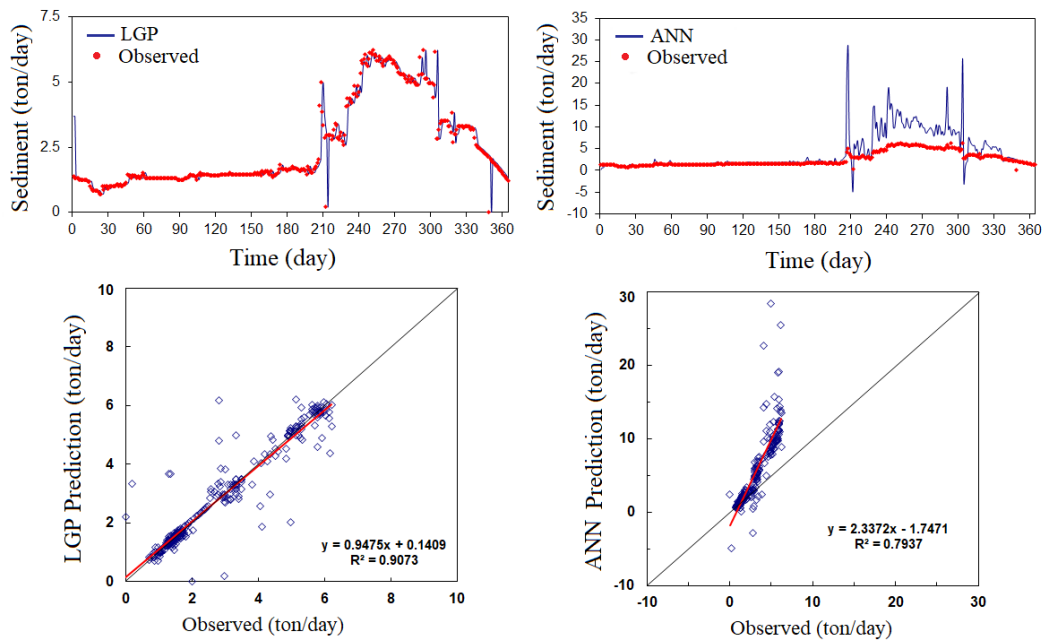 LGP
Observed
Sediment (ton/day)
7.5
5
2.5
0
0 30 60 90 120 150 180 210 240 270 300 330 360
Time (day)
ANN
Observed
Sediment (ton/day)
35
30
25
20
15
10
5
0
-5
-10
0 30 60 90 120 150 180 210 240 270 300 330 360
Time (day)
LGP Prediction (ton/day)
10
8
6
4
2
0
y = 0.9475x + 0.1409
R² = 0.9073
0 2 4 6 8 10
Observed (ton/day)
ANN Prediction (ton/day)
30
20
10
0
-10
y = 2.3372x - 1.7471
R² = 0.7937
-10 0 10 20 30
Observed (ton/day)